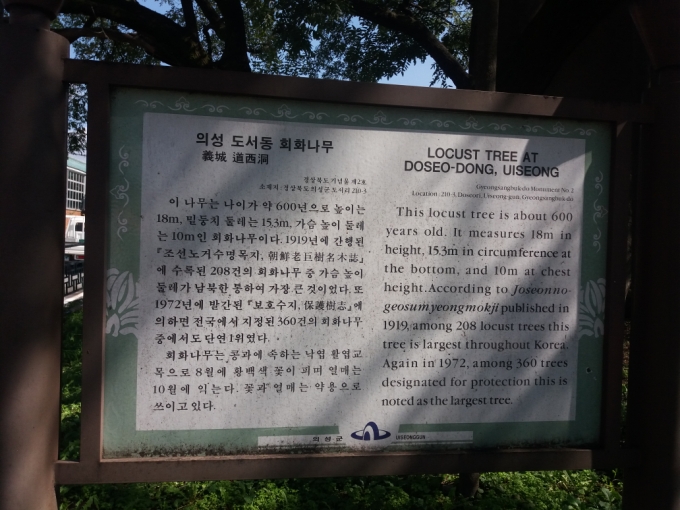 의성 도서동 회화나무
義城 道西洞
경상북도 기념물 제2호
소재지 : 경상북도 의성군 도서리 210-3
이 나무는 나이가 약 600년으로 높이는
18m, 밑둥치 둘레는 15.3m, 가슴 높이 둘레
는 10m인 회화나무이다. 1919년에 간행된
『조선노거수명목지, 朝鮮老巨樹名木誌』
에 수록된 208건의 회화나무 중 가슴 높이
둘레가 남북한 통하여 가장 큰 것이었다. 또
1972년에 발간된 『보호수지, 保護樹志』에
의하면 전국에서 지정된 360건의 회화나무
중에서도 단연 1위였다.
회화나무는 콩과에 속하는 낙엽 활엽교
목으로 8월에 황백색 꽃이 피며 열매는
10월에 익는다. 꽃과 열매는 약용으로
쓰이고 있다.
LOCUST TREE AT
DOSEO-DONG, UISEONG
Gyeongsangbuk-do Monument No 2
Location : 210-3, Doseori, Uiseong-gun, Gyeongsangbuk-do
This locust tree is about 600
years old. It measures 18m in
height, 15.3m in circumference at
the bottom, and 10m at chest
height. According to Joseonno-
geosumyeongmokji published in
1919, among 208 locust trees this
tree is largest throughout Korea.
Again in 1972, among 360 trees
designated for protection this is
noted as the largest tree.
의성군 UISEONGGUN